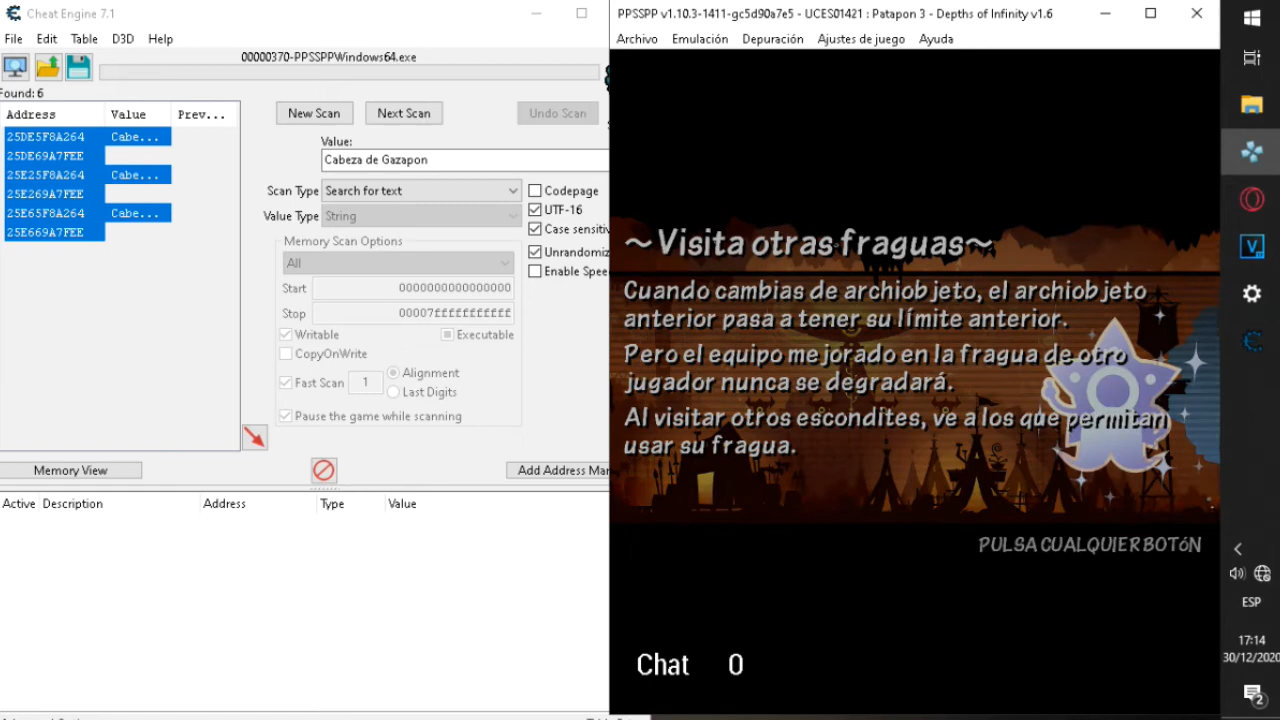 Cheat Engine 7.1
File Edit Table D3D Help
00000370-PPSSPPWindows64.exe
Found: 6
Address Value Prev...
25DE5F8A264 Cabe...
25DE69A7FEE
25E25F8A264 Cabe...
25E269A7FEE
25E65F8A264 Cabe...
25E669A7FEE
New Scan Next Scan Undo Scan
Value:
Cabeza de Gazapon
Scan Type Search for text
Value Type String
Codepage
UTF-16
Case sensitiv
Unrandomiz
Enable Spee
Memory Scan Options
All
Start 0000000000000000
Stop 00007fffffffffff
Writable Executable
CopyOnWrite
Fast Scan 1 Alignment
Last Digits
Pause the game while scanning
Memory View Add Address Man
Active Description Address Type Value
PPSSPP v1.10.3-1411-gc5d90a7e5 - UCES01421 : Patapon 3 - Depths of Infinity v1.6
Archivo Emulación Depuración Ajustes de juego Ayuda
~Visita otras fraguas~
Cuando cambias de archiobjeto, el archiobjeto
anterior pasa a tener su límite anterior.
Pero el equipo mejorado en la fragua de otro
jugador nunca se degradará.
Al visitar otros escondites, ve a los que permitan
usar su fragua.
PULSA CUALQUIER BOTÓN
Chat 0
ESP
17:14
30/12/2020
2